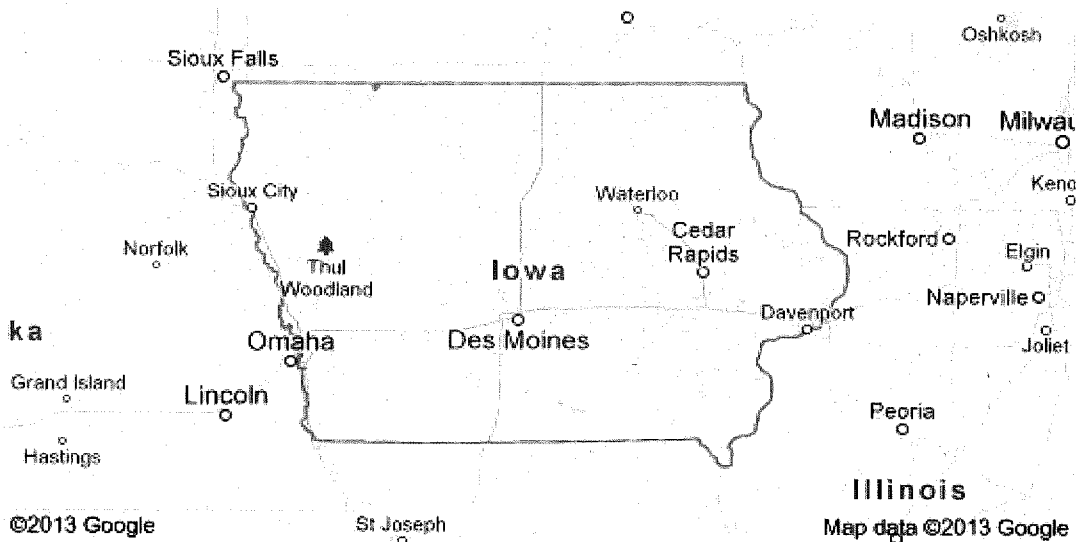 Oshkosh
Sioux Falls
Madison
Milwau
Keno
Sioux City
Waterloo
Norfolk
Cedar
Rapids
Rockford
Elgin
Thul
Woodland
Iowa
Naperville
Davenport
ka
Omaha
Des Moines
Joliet
Grand Island
Lincoln
Peoria
Hastings
Illinois
©2013 Google
St Joseph
Map data ©2013 Google